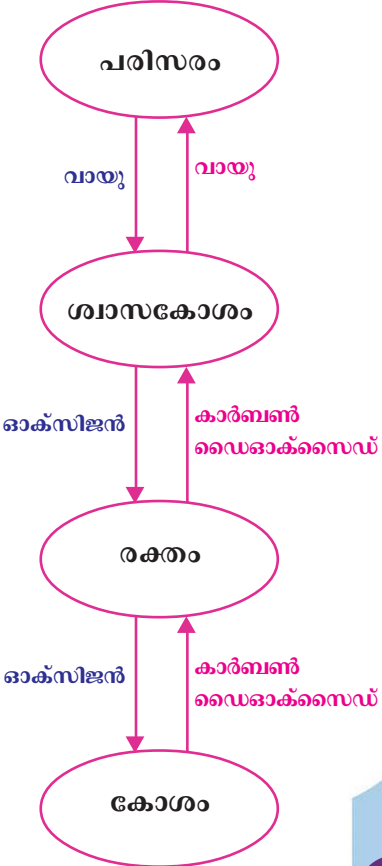 പരിസരം
വായു
വായു
ശ്വാസകോശം
ഓക്സിജൻ
കാർബൺ
ഡൈഓക്സൈഡ്
രക്തം
ഓക്സിജൻ
കാർബൺ
ഡൈഓക്സൈഡ്
കോശം